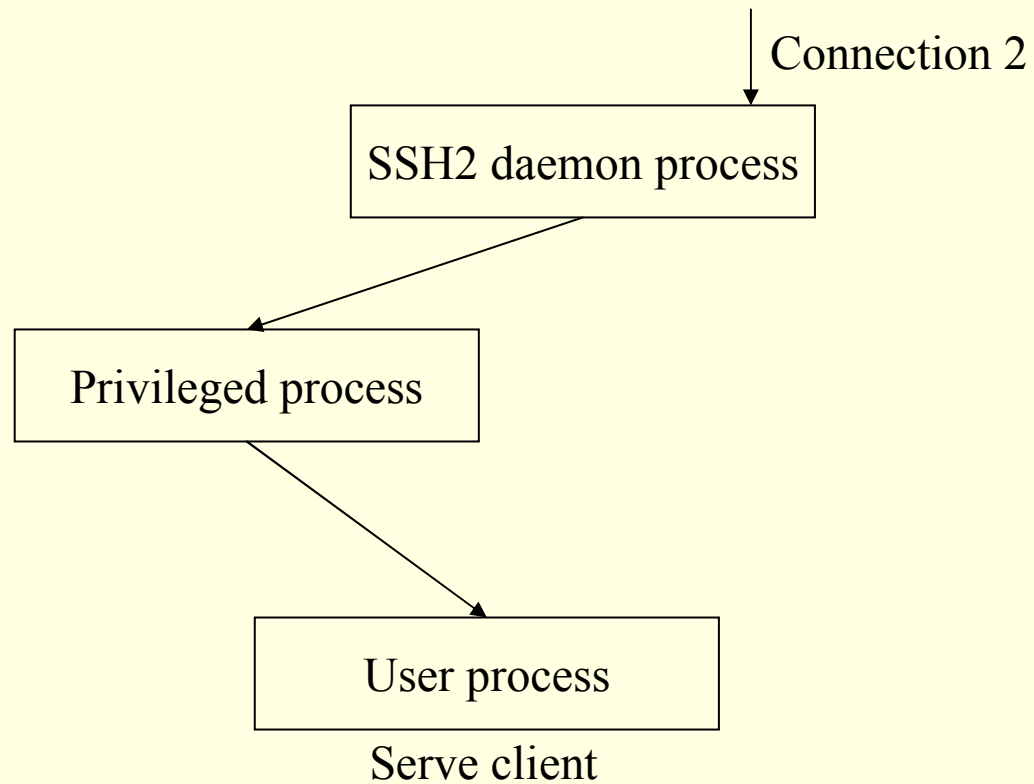 Connection 2
SSH2 daemon process
Privileged process
User process
Serve client